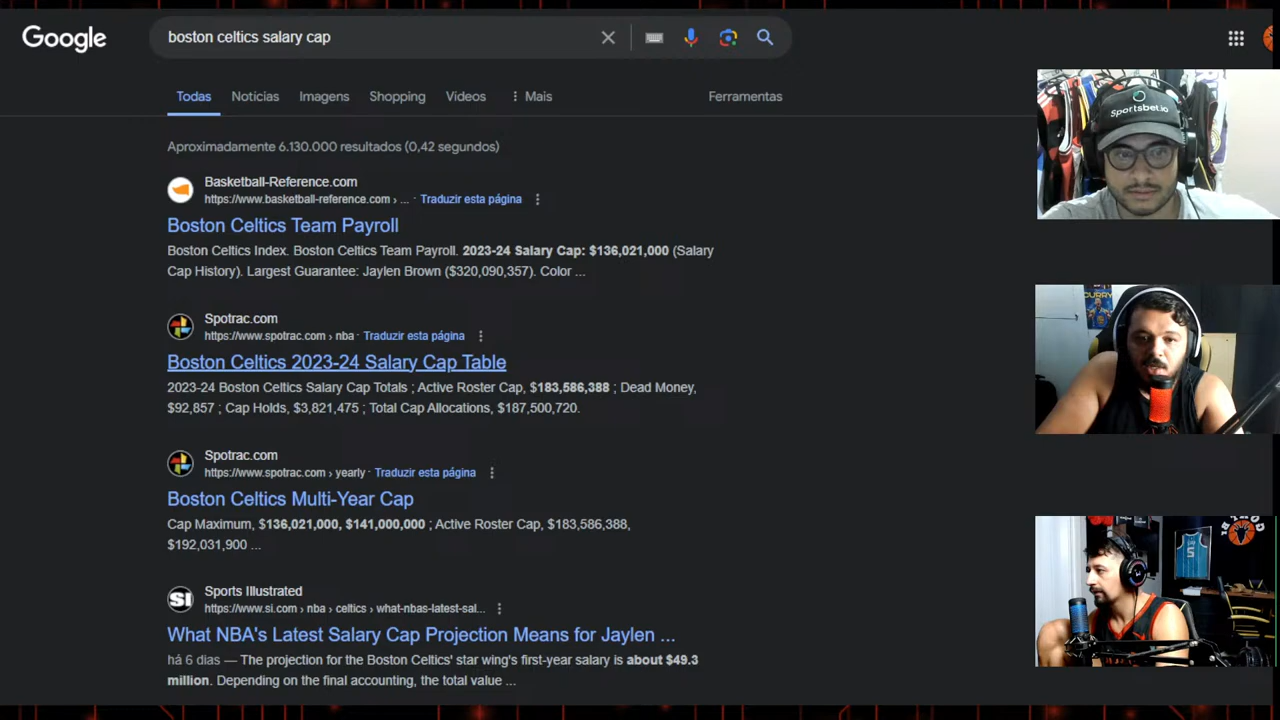 Google
boston celtics salary cap
Todas Notícias Imagens Shopping Vídeos Mais Ferramentas
Aproximadamente 6.130.000 resultados (0,42 segundos)
Basketball-Reference.com
https://www.basketball-reference.com › ... Traduzir esta página
Boston Celtics Team Payroll
Boston Celtics Index. Boston Celtics Team Payroll. 2023-24 Salary Cap: $136,021,000 (Salary
Cap History). Largest Guarantee: Jaylen Brown ($320,090,357). Color ...
Spotrac.com
https://www.spotrac.com › nba · Traduzir esta página
Boston Celtics 2023-24 Salary Cap Table
2023-24 Boston Celtics Salary Cap Totals ; Active Roster Cap, $183,586,388 ; Dead Money,
$92,857 ; Cap Holds, $3,821,475 ; Total Cap Allocations, $187,500,720.
Spotrac.com
https://www.spotrac.com › yearly · Traduzir esta página
Boston Celtics Multi-Year Cap
Cap Maximum, $136,021,000, $141,000,000 ; Active Roster Cap, $183,586,388,
$192,031,900 ...
SI
Sports Illustrated
https://www.si.com › nba › celtics › what-nbas-latest-sal...
What NBA's Latest Salary Cap Projection Means for Jaylen ...
há 6 dias — The projection for the Boston Celtics' star wing's first-year salary is about $49.3
million. Depending on the final accounting, the total value ...
Sportsbet.io
CURRY
5